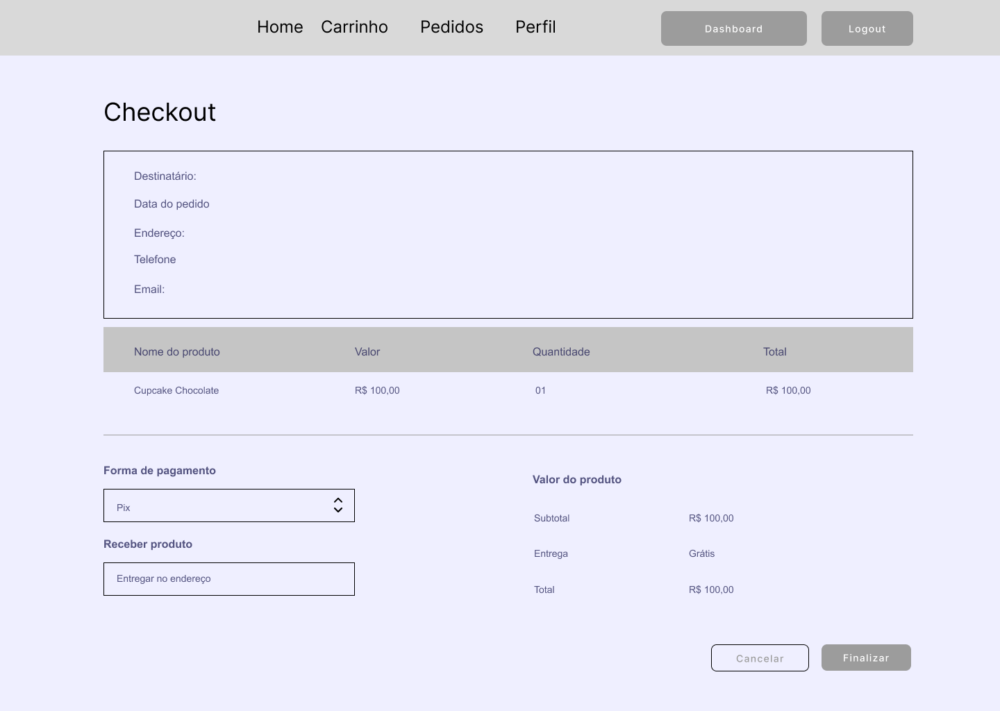 Home Carrinho Pedidos Perfil Dashboard Logout
Checkout
Destinatário:
Data do pedido
Endereço:
Telefone
Email:
Nome do produto Valor Quantidade Total
Cupcake Chocolate R$ 100,00 01 R$ 100,00
Forma de pagamento
Pix
Receber produto
Entregar no endereço
Valor do produto
Subtotal R$ 100,00
Entrega Grátis
Total R$ 100,00
Cancelar Finalizar